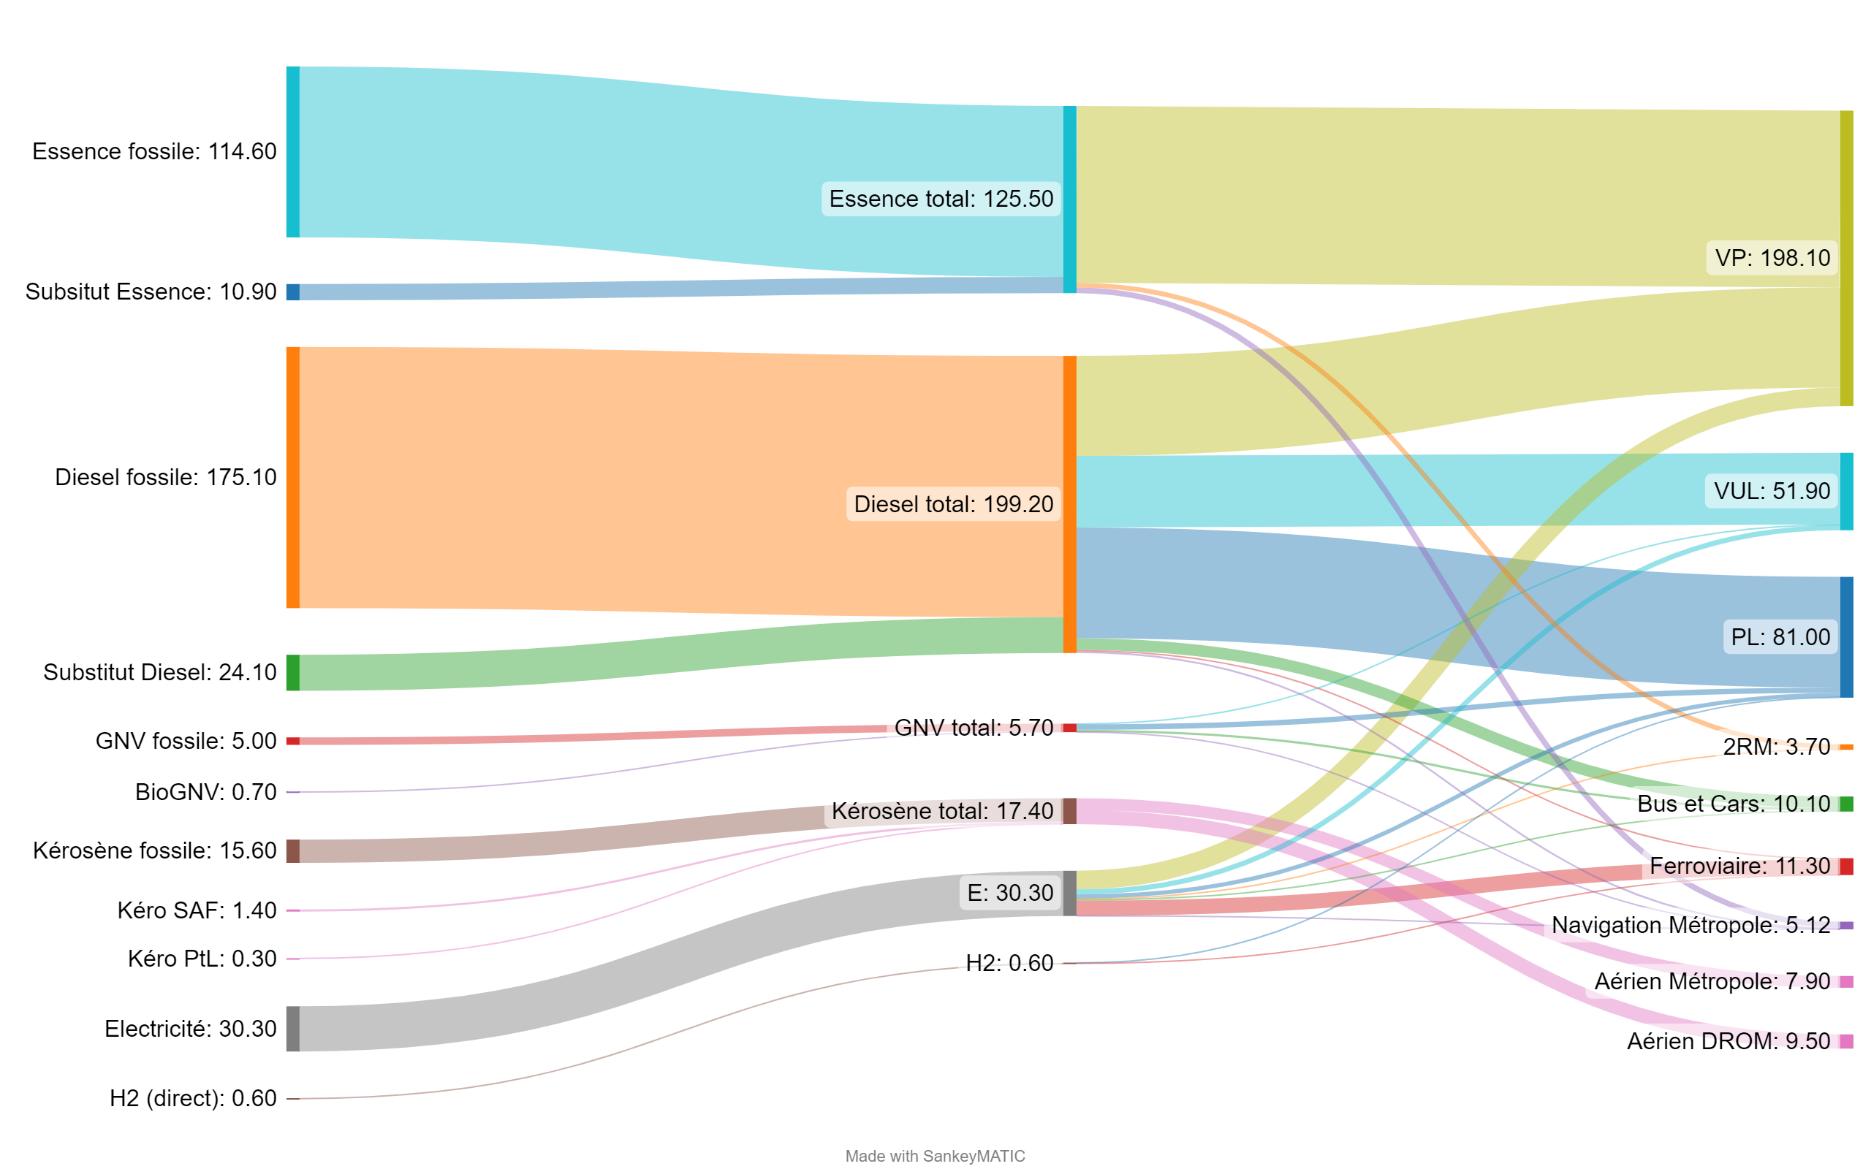 Essence fossile: 114.60
Subsitut Essence: 10.90
Diesel fossile: 175.10
Substitut Diesel: 24.10
GNV fossile: 5.00
BioGNV: 0.70
Kérosène fossile: 15.60
Kéro SAF: 1.40
Kéro PtL: 0.30
Electricité: 30.30
H2 (direct): 0.60
Essence total: 125.50
Diesel total: 199.20
GNV total: 5.70
Kérosène total: 17.40
E: 30.30
H2: 0.60
VP: 198.10
VUL: 51.90
PL: 81.00
2RM: 3.70
Bus et Cars: 10.10
Ferroviaire: 11.30
Navigation Métropole: 5.12
Aérien Métropole: 7.90
Aérien DROM: 9.50
Made with SankeyMATIC